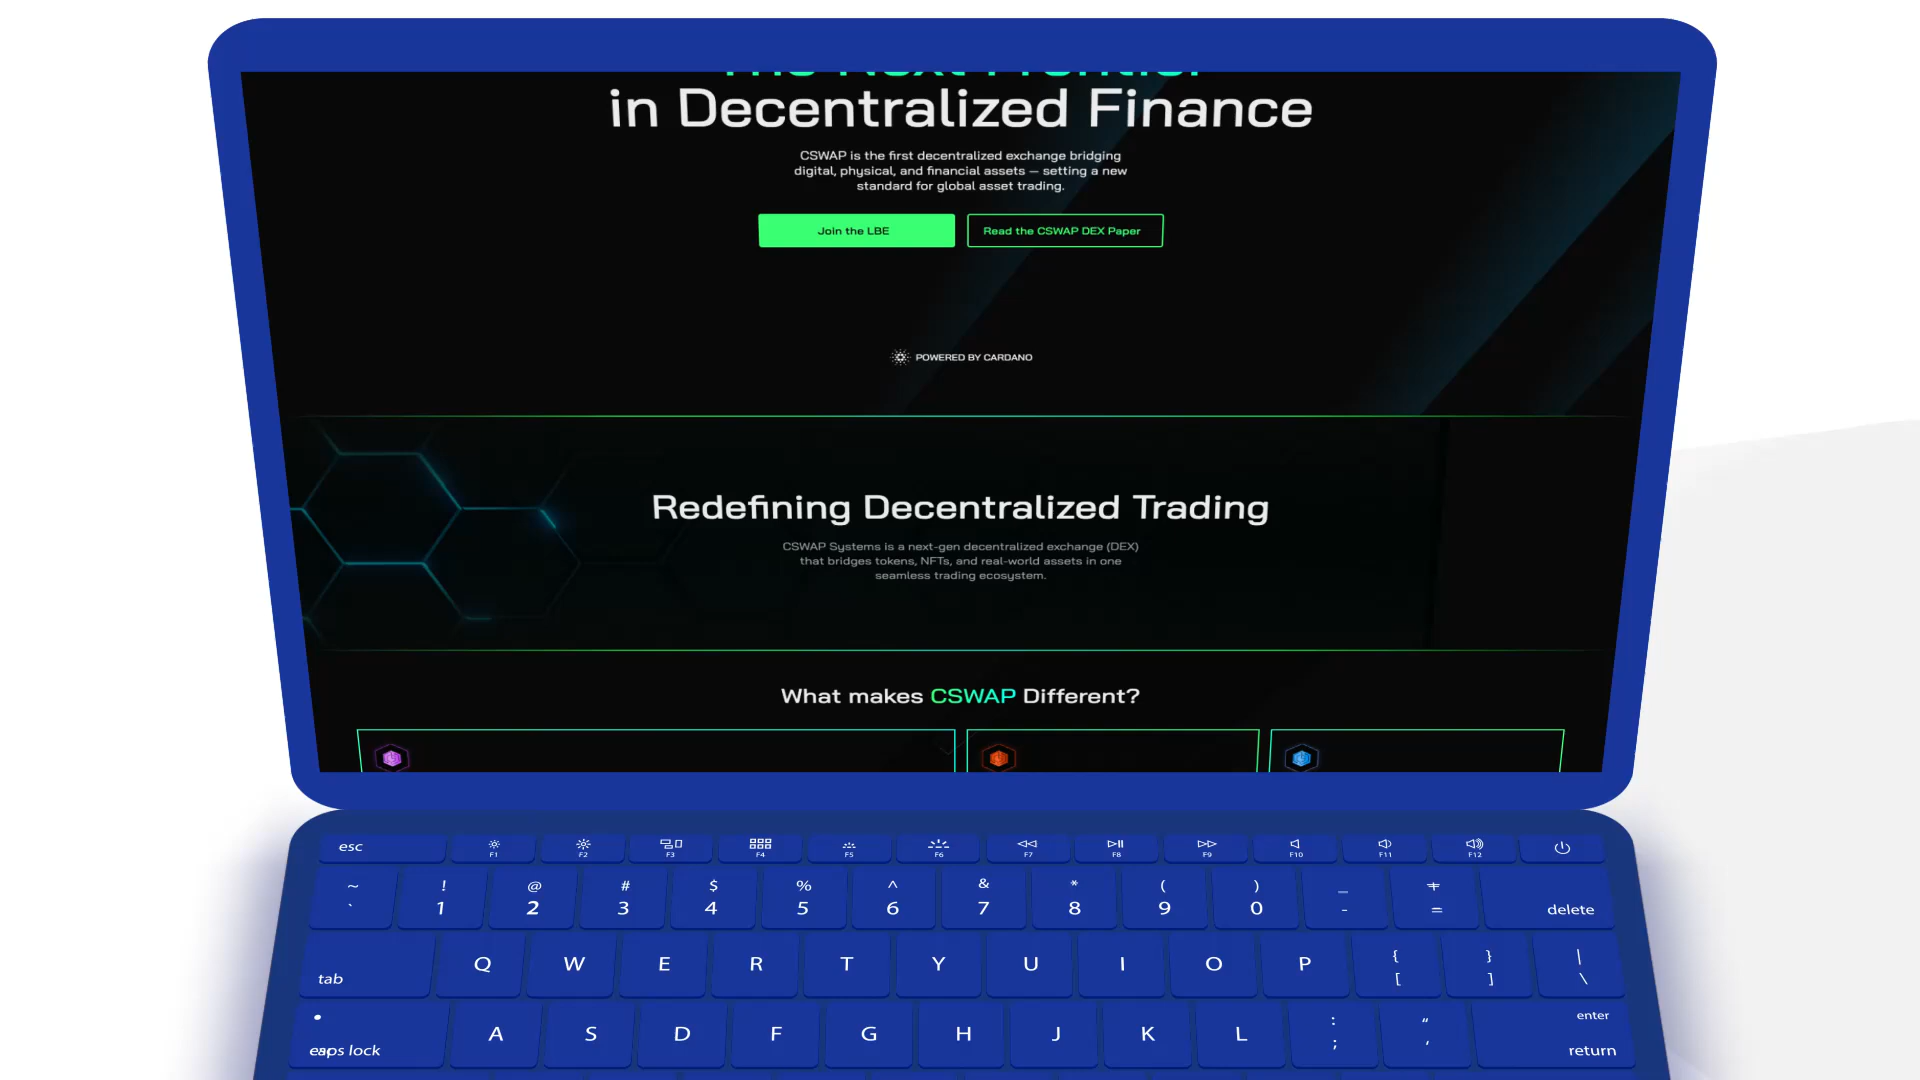 The Next Frontier
in Decentralized Finance
CSWAP is the first decentralized exchange bridging
digital, physical, and financial assets — setting a new
standard for global asset trading.
Join the LBE
Read the CSWAP DEX Paper
POWERED BY CARDANO
Redefining Decentralized Trading
CSWAP Systems is a next-gen decentralized exchange (DEX)
that bridges tokens, NFTs, and real-world assets in one
seamless trading ecosystem.
What makes CSWAP Different?
esc F1 F2 F3 F4 F5 F6 F7 F8 F9 F10 F11 F12
~ ! @ # $ % ^ & * ( ) _ +
` 1 2 3 4 5 6 7 8 9 0 - = delete
{ } |
tab Q W E R T Y U I O P [ ] \
: “ enter
caps lock A S D F G H J K L ; ‘ return